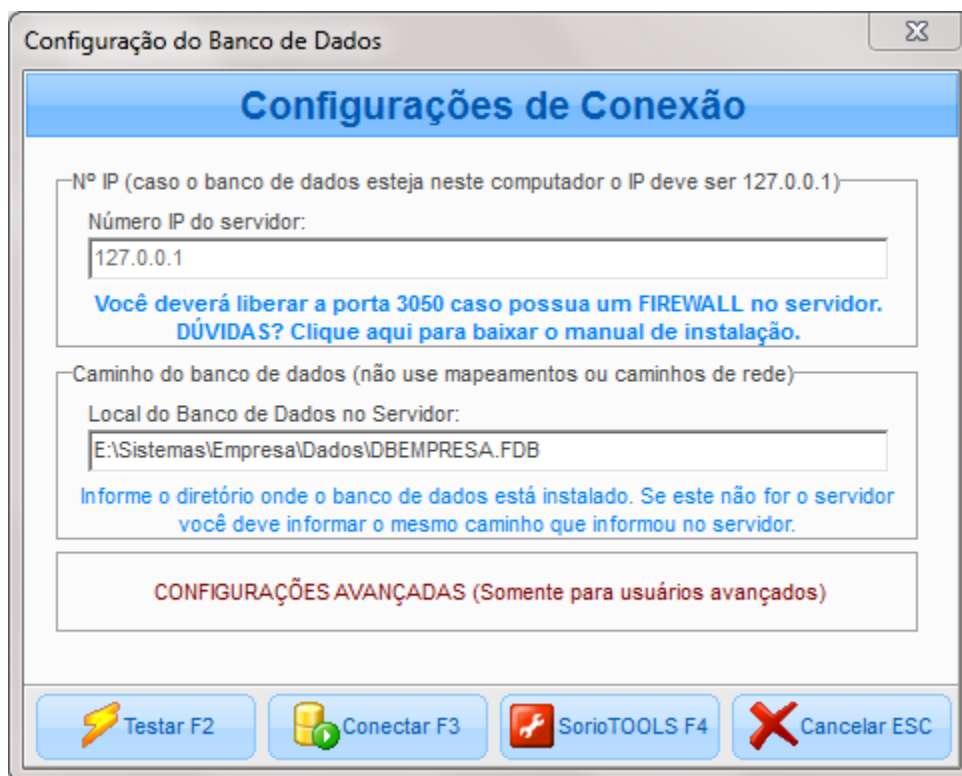 Configuração do Banco de Dados
Configurações de Conexão
Nº IP (caso o banco de dados esteja neste computador o IP deve ser 127.0.0.1)
Número IP do servidor:
127.0.0.1
Você deverá liberar a porta 3050 caso possua um FIREWALL no servidor.
DÚVIDAS? Clique aqui para baixar o manual de instalação.
Caminho do banco de dados (não use mapeamentos ou caminhos de rede)
Local do Banco de Dados no Servidor:
E:\Sistemas\Empresa\Dados\DBEMPRESA.FDB
Informe o diretório onde o banco de dados está instalado. Se este não for o servidor
você deve informar o mesmo caminho que informou no servidor.
CONFIGURAÇÕES AVANÇADAS (Somente para usuários avançados)
Testar F2
Conectar F3
SorioTOOLS F4
Cancelar ESC